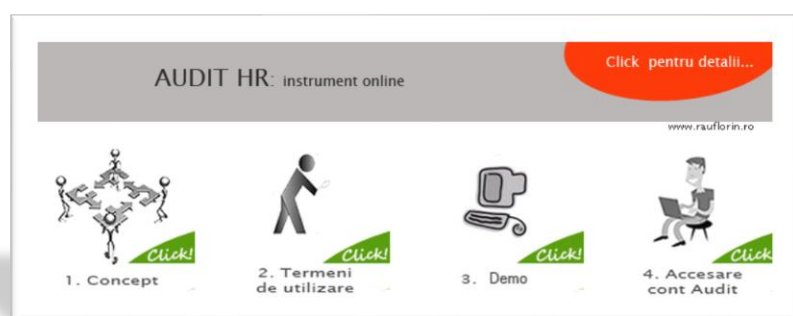 AUDIT HR: instrument online
Click pentru detalii...
www.rauflorin.ro
Click!
Click!
Click!
Click
1. Concept
2. Termeni
de utilizare
3. Demo
4. Accesare
cont Audit